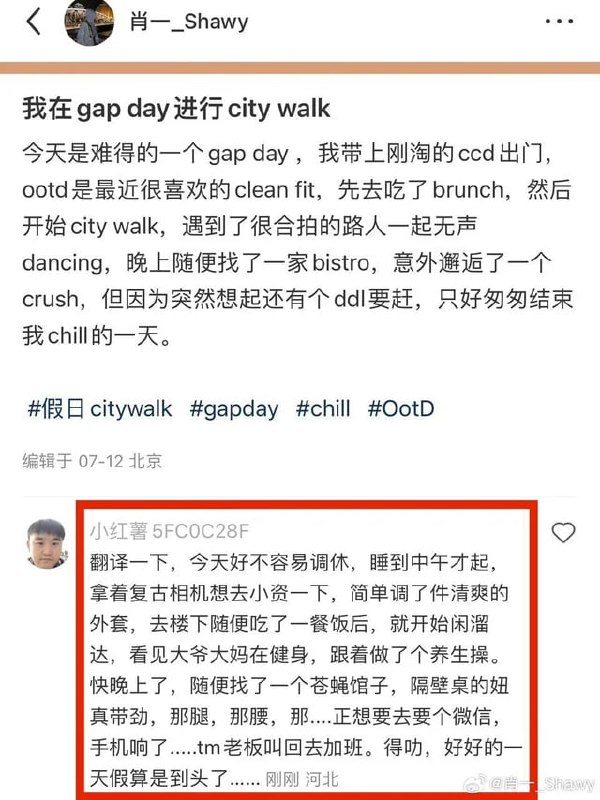 肖一_Shawy
我在gap day进行city walk
今天是难得的一个gap day ，我带上刚淘的ccd出门，
ootd是最近很喜欢的clean fit，先去吃了brunch，然后
开始city walk，遇到了很合拍的路人一起无声
dancing，晚上随便找了一家bistro，意外邂逅了一个
crush，但因为突然想起还有个ddl要赶，只好匆匆结束
我chill的一天。
#假日citywalk #gapday #chill #OotD
编辑于 07-12 北京
小红薯5FC0C28F
翻译一下，今天好不容易调休，睡到中午才起，
拿着复古相机想去小资一下，简单调了件清爽的
外套，去楼下随便吃了一餐饭后，就开始闲溜
达，看见大爷大妈在健身，跟着做了个养生操。
快晚上了，随便找了一个苍蝇馆子，隔壁桌的妞
真带劲，那腿，那腰，那....正想要去要个微信，
手机响了.....tm老板叫回去加班。得叻，好好的一
天假算是到头了...... 刚刚 河北
@肖一_Shawy